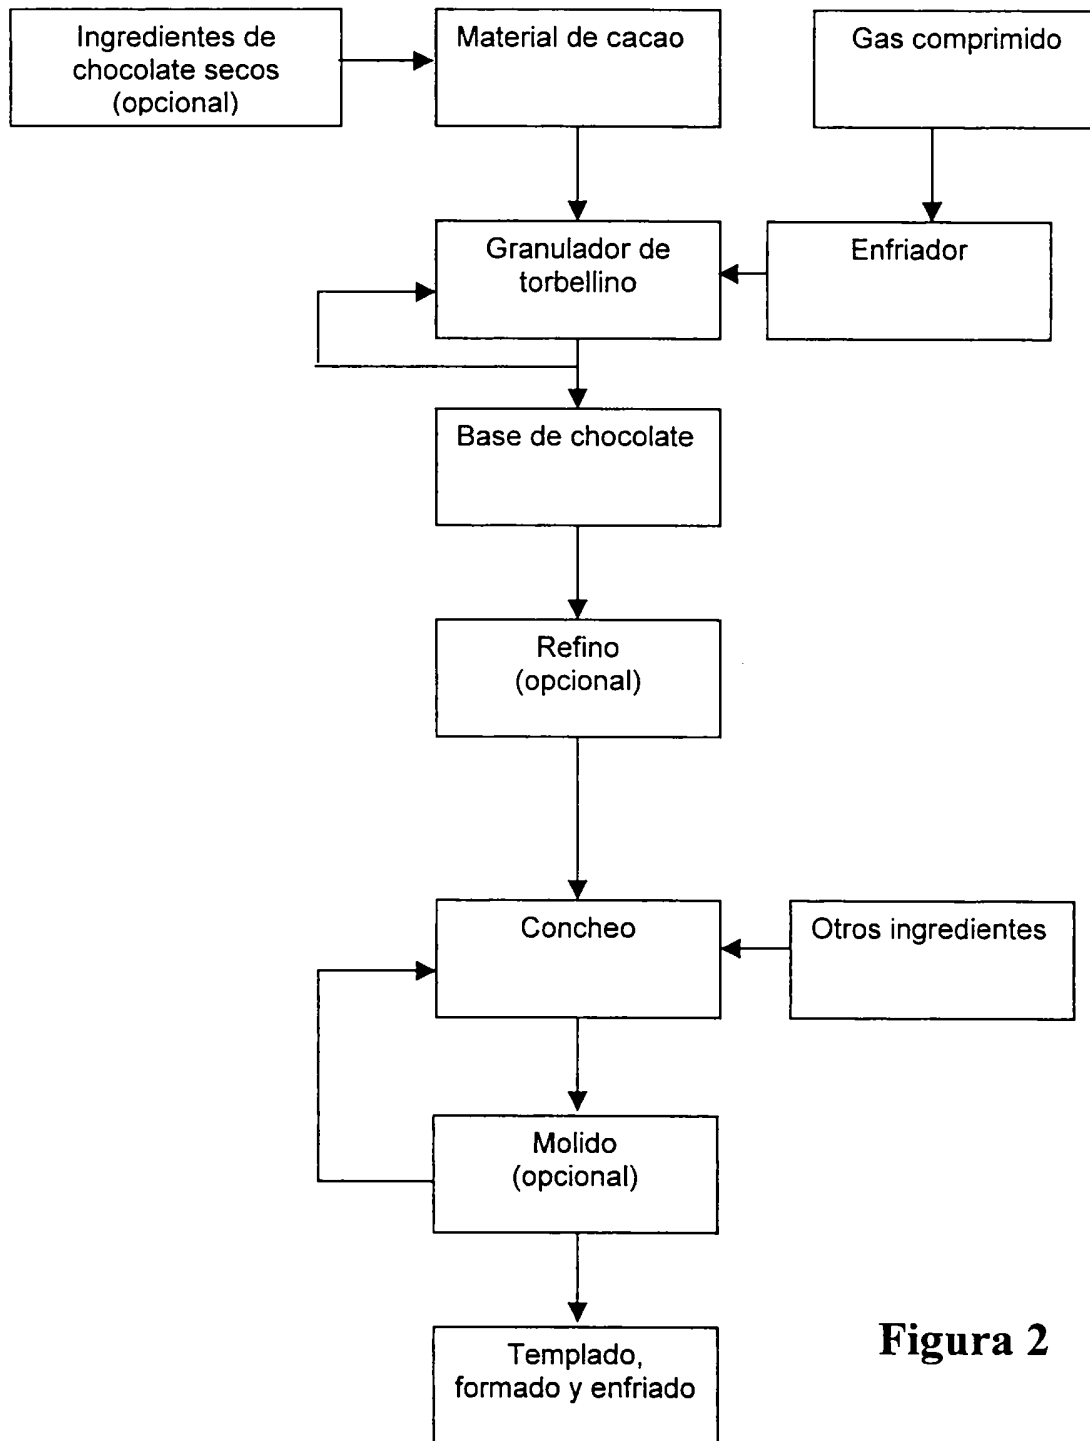 Ingredientes de
chocolate secos
(opcional)
Material de cacao
Gas comprimido
Granulador de
torbellino
Enfriador
Base de chocolate
Refino
(opcional)
Concheo
Otros ingredientes
Molido
(opcional)
Templado,
formado y enfriado
Figura 2